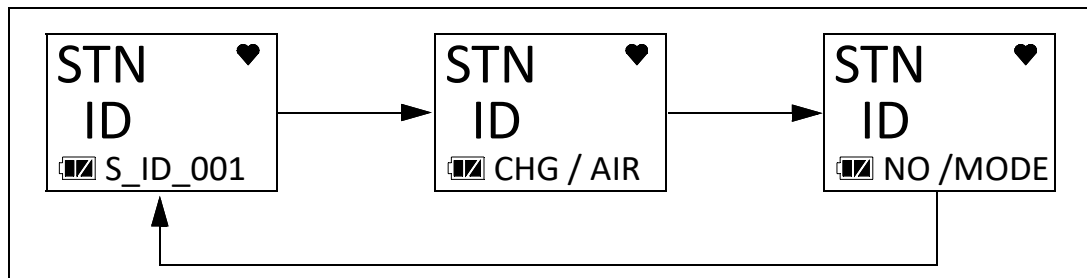 STN
ID
S_ID_001
STN
ID
CHG / AIR
STN
ID
NO /MODE